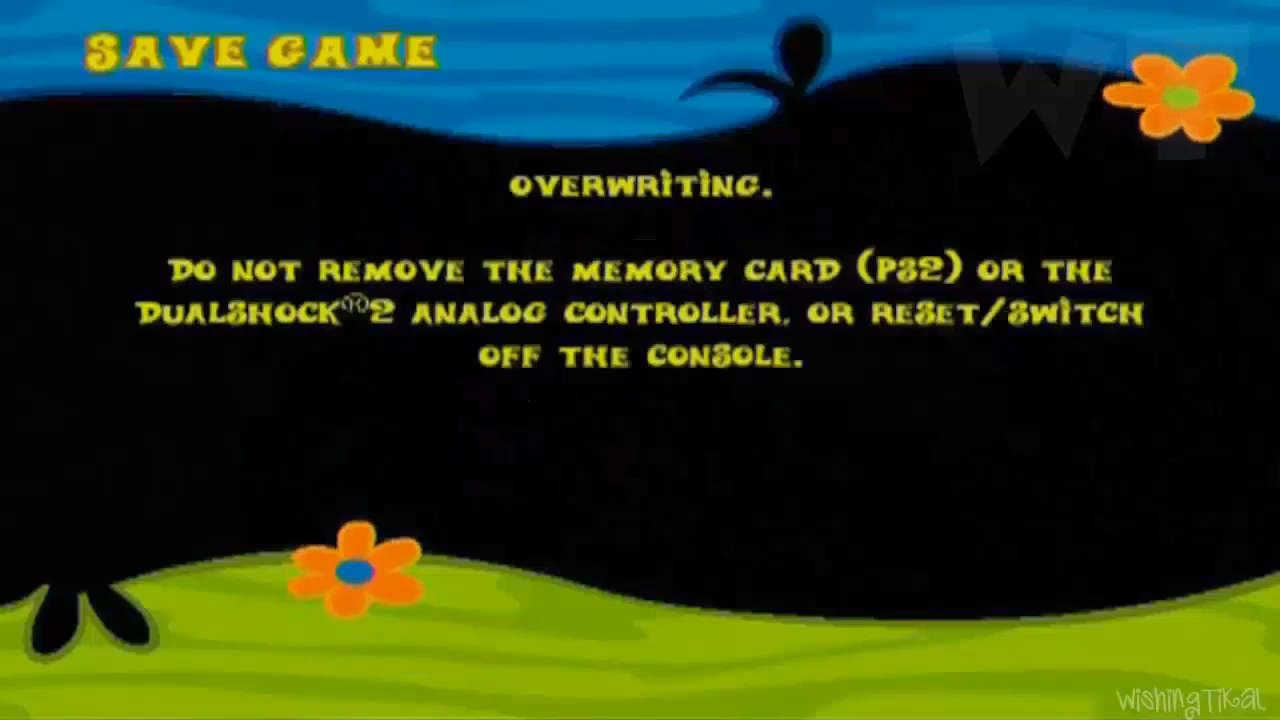 SAVE GAME
WT
OVERWRITING.
DO NOT REMOVE THE MEMORY CARD (PS2) OR THE
DUALSHOCK®2 ANALOG CONTROLLER, OR RESET/SWITCH
OFF THE CONSOLE.
WishingTikal